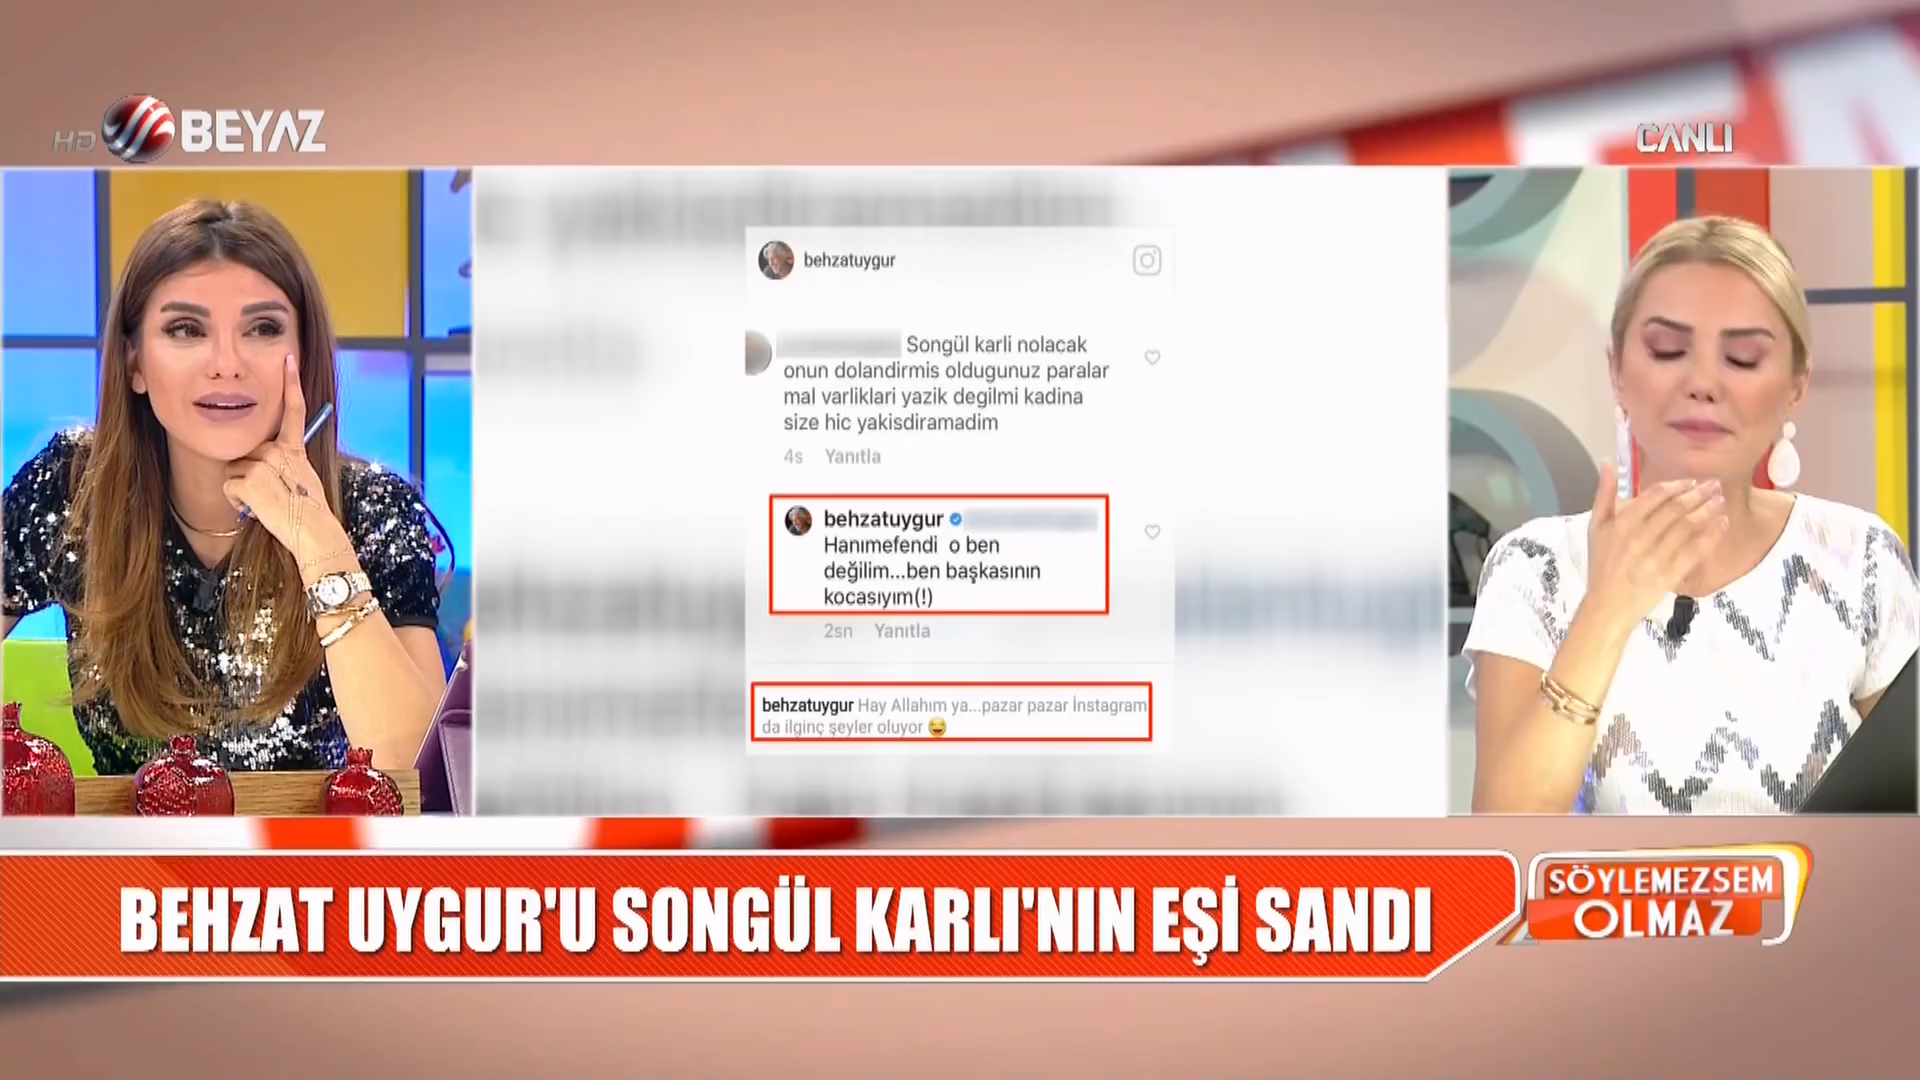 HD BEYAZ
CANLI
behzatuygur
Songül karli nolacak
onun dolandirmis oldugunuz paralar
mal varliklari yazik degilmi kadina
size hic yakisdiramadim
4s Yanıtla
behzatuygur
Hanımefendi o ben
değilim...ben başkasının
kocasıyım(!)
2sn Yanıtla
behzatuygur Hay Allahım ya...pazar pazar İnstagram
da ilginç şeyler oluyor 😄
BEHZAT UYGUR'U SONGÜL KARLI'NIN EŞİ SANDI
SÖYLEMEZSEM
OLMAZ